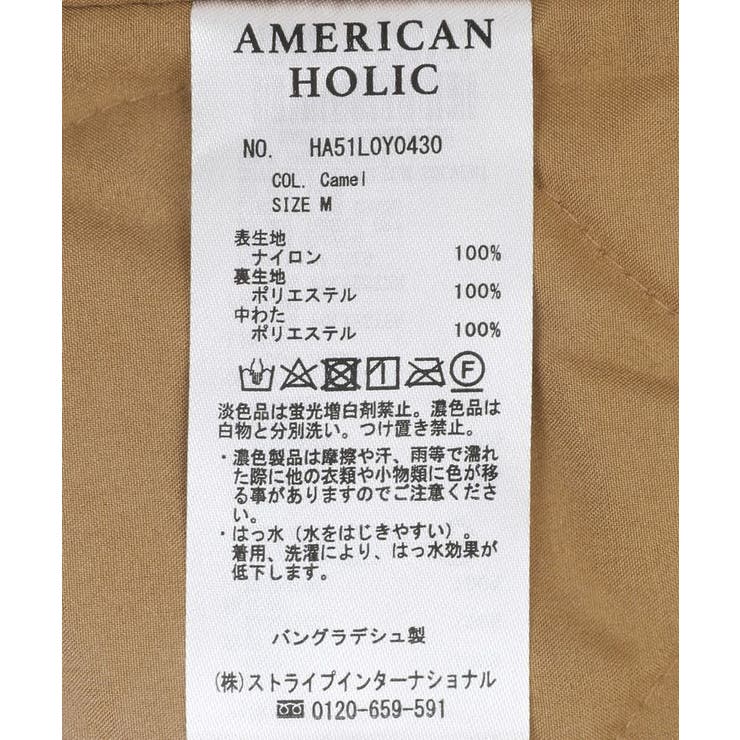 AMERICAN
HOLIC
NO. HA51L0Y0430
COL. Camel
SIZE M
表生地
ナイロン 100%
裏生地
ポリエステル 100%
中わた
ポリエステル 100%
F
淡色品は蛍光増白剤禁止。濃色品は
白物と分別洗い。つけ置き禁止。
・濃色製品は摩擦や汗、雨等で濡れ
た際に他の衣類や小物類に色が移
る事がありますのでご注意くださ
い。
・はっ水（水をはじきやすい）。
着用、洗濯により、はっ水効果が
低下します。
バングラデシュ製
(株)ストライプインターナショナル
0120-659-591